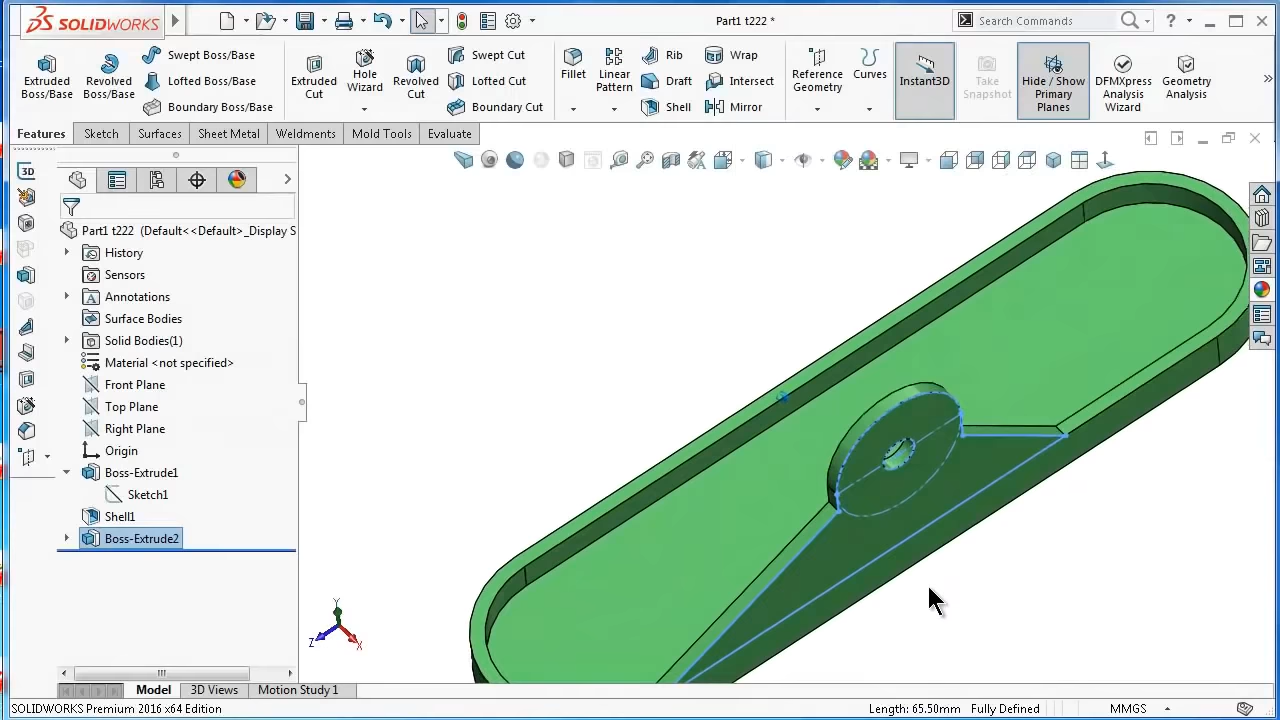 SOLIDWORKS
Part1 t222 *
Search Commands
?
Extruded Boss/Base
Revolved Boss/Base
Swept Boss/Base
Lofted Boss/Base
Boundary Boss/Base
Extruded Cut
Hole Wizard
Revolved Cut
Swept Cut
Lofted Cut
Boundary Cut
Fillet
Linear Pattern
Rib
Draft
Shell
Wrap
Intersect
Mirror
Reference Geometry
Curves
Instant3D
Take Snapshot
Hide / Show Primary Planes
DFMXpress Analysis Wizard
Geometry Analysis
Features
Sketch
Surfaces
Sheet Metal
Weldments
Mold Tools
Evaluate
3D
Part1 t222 (Default<<Default>_Display S
History
Sensors
A Annotations
Surface Bodies
Solid Bodies(1)
Material <not specified>
Front Plane
Top Plane
Right Plane
Origin
Boss-Extrude1
Sketch1
Shell1
Boss-Extrude2
Y
Z
X
Model
3D Views
Motion Study 1
SOLIDWORKS Premium 2016 x64 Edition
Length: 65.50mm
Fully Defined
MMGS